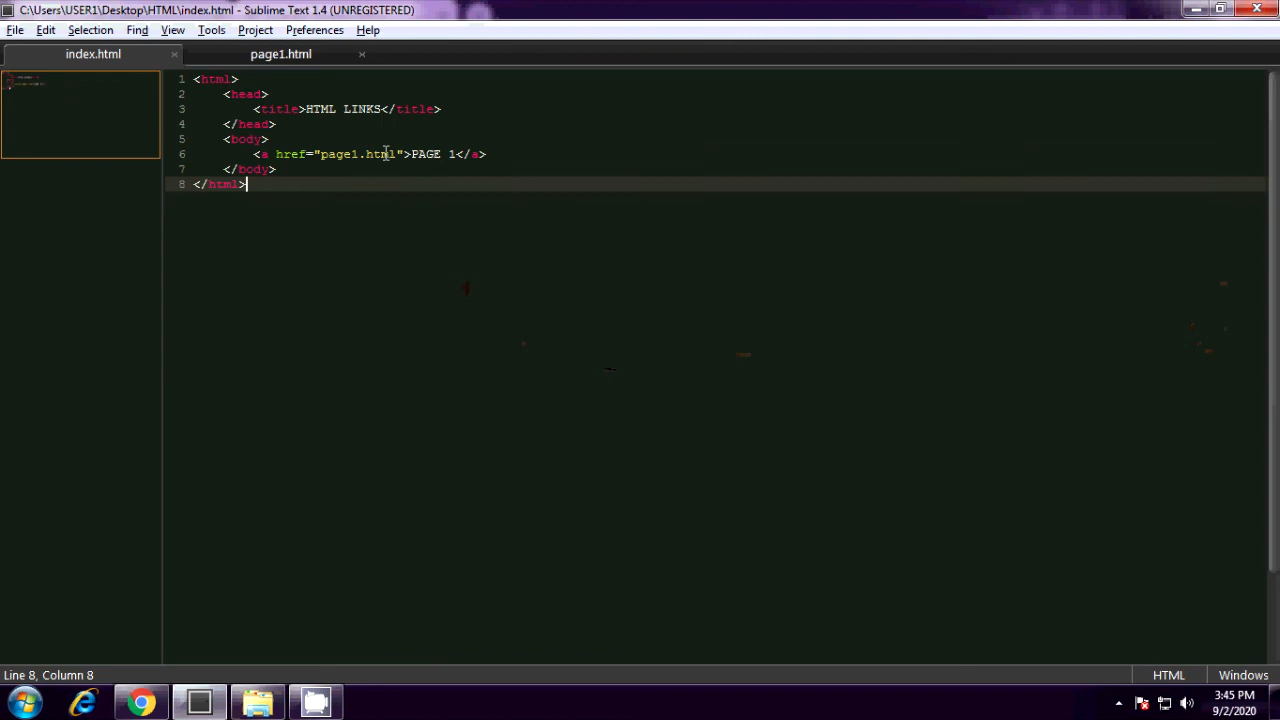 C:\Users\USER1\Desktop\HTML\index.html - Sublime Text 1.4 (UNREGISTERED)
File Edit Selection Find View Tools Project Preferences Help
index.html × page1.html ×
1 <html>
2 <head>
3 <title>HTML LINKS</title>
4 </head>
5 <body>
6 <a href="page1.html">PAGE 1</a>
7 </body>
8 </html>
Line 8, Column 8 HTML Windows
3:45 PM
9/2/2020